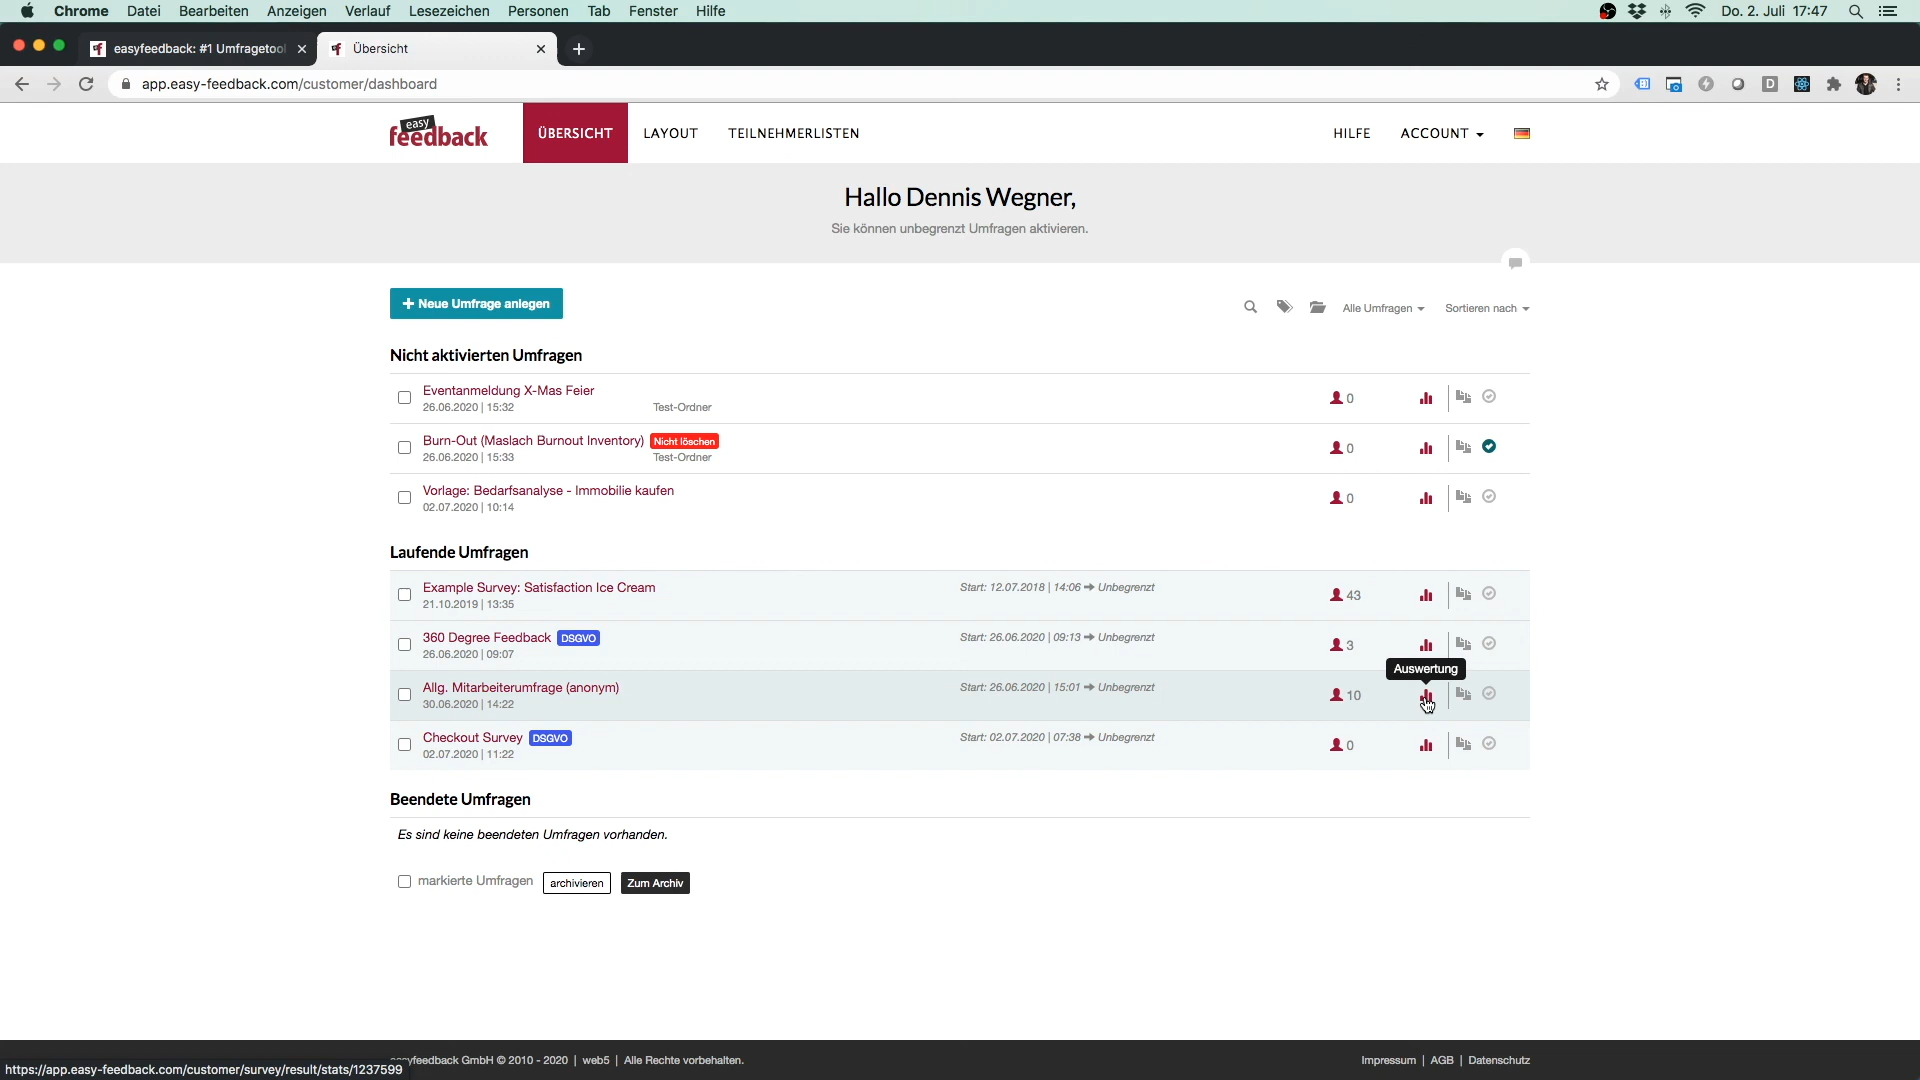 Chrome Datei Bearbeiten Anzeigen Verlauf Lesezeichen Personen Tab Fenster Hilfe Do. 2. Juli 17:47
easyfeedback: #1 Umfragetool Übersicht
app.easy-feedback.com/customer/dashboard
easy feedback ÜBERSICHT LAYOUT TEILNEHMERLISTEN HILFE ACCOUNT
Hallo Dennis Wegner,
Sie können unbegrenzt Umfragen aktivieren.
+ Neue Umfrage anlegen Alle Umfragen Sortieren nach
Nicht aktivierten Umfragen
Eventanmeldung X-Mas Feier 0
26.06.2020 | 15:32 Test-Ordner
Burn-Out (Maslach Burnout Inventory) Nicht löschen 0
26.06.2020 | 15:33 Test-Ordner
Vorlage: Bedarfsanalyse - Immobilie kaufen 0
02.07.2020 | 10:14
Laufende Umfragen
Example Survey: Satisfaction Ice Cream Start: 12.07.2018 | 14:06 ➔ Unbegrenzt 43
21.10.2019 | 13:35
360 Degree Feedback DSGVO Start: 26.06.2020 | 09:13 ➔ Unbegrenzt 3
26.06.2020 | 09:07
Auswertung
Allg. Mitarbeiterumfrage (anonym) Start: 26.06.2020 | 15:01 ➔ Unbegrenzt 10
30.06.2020 | 14:22
Checkout Survey DSGVO Start: 02.07.2020 | 07:38 ➔ Unbegrenzt 0
02.07.2020 | 11:22
Beendete Umfragen
Es sind keine beendeten Umfragen vorhanden.
markierte Umfragen archivieren Zum Archiv
easyfeedback GmbH © 2010 - 2020 | web5 | Alle Rechte vorbehalten. Impressum | AGB | Datenschutz
https://app.easy-feedback.com/customer/survey/result/stats/1237599